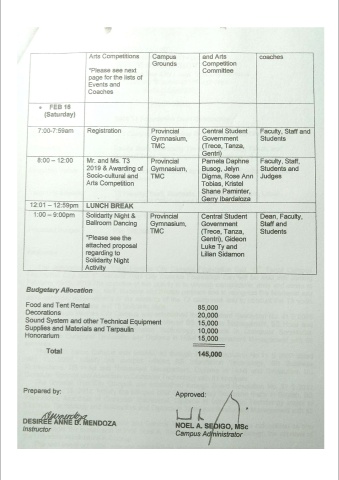 Arts Competitions Campus and Arts coaches
Grounds Competition
*Please see next Committee
page for the lists of
Events and
Coaches
• FEB 16
(Saturday)
7:00-7:59am Registration Provincial Central Student Faculty, Staff and
Gymnasium, Government Students
TMC (Trece, Tanza,
Gentri)
8:00 – 12:00 Mr. and Ms. T3 Provincial Pamela Daphne Faculty, Staff,
2019 & Awarding of Gymnasium, Busog, Jelyn Students and
Socio-cultural and TMC Digma, Rose Ann Judges
Arts Competition Tobias, Kristel
Shane Paminter,
Gerry Ibardaloza
12:01 – 12:59pm LUNCH BREAK
1:00 – 9:00pm Solidarity Night & Provincial Central Student Dean, Faculty,
Ballroom Dancing Gymnasium, Government Staff and
TMC (Trece, Tanza, Students
*Please see the Gentri), Gideon
attached proposal Luke Ty and
regarding to Lilian Sidamon
Solidarity Night
Activity
Budgetary Allocation
Food and Tent Rental 85,000
Decorations 20,000
Sound System and other Technical Equipment 15,000
Supplies and Materials and Tarpaulin 10,000
Honorarium 15,000
Total 145,000
Prepared by: Approved:
DESIREE ANNE D. MENDOZA NOEL A. SEDIGO, MSc
Instructor Campus Administrator